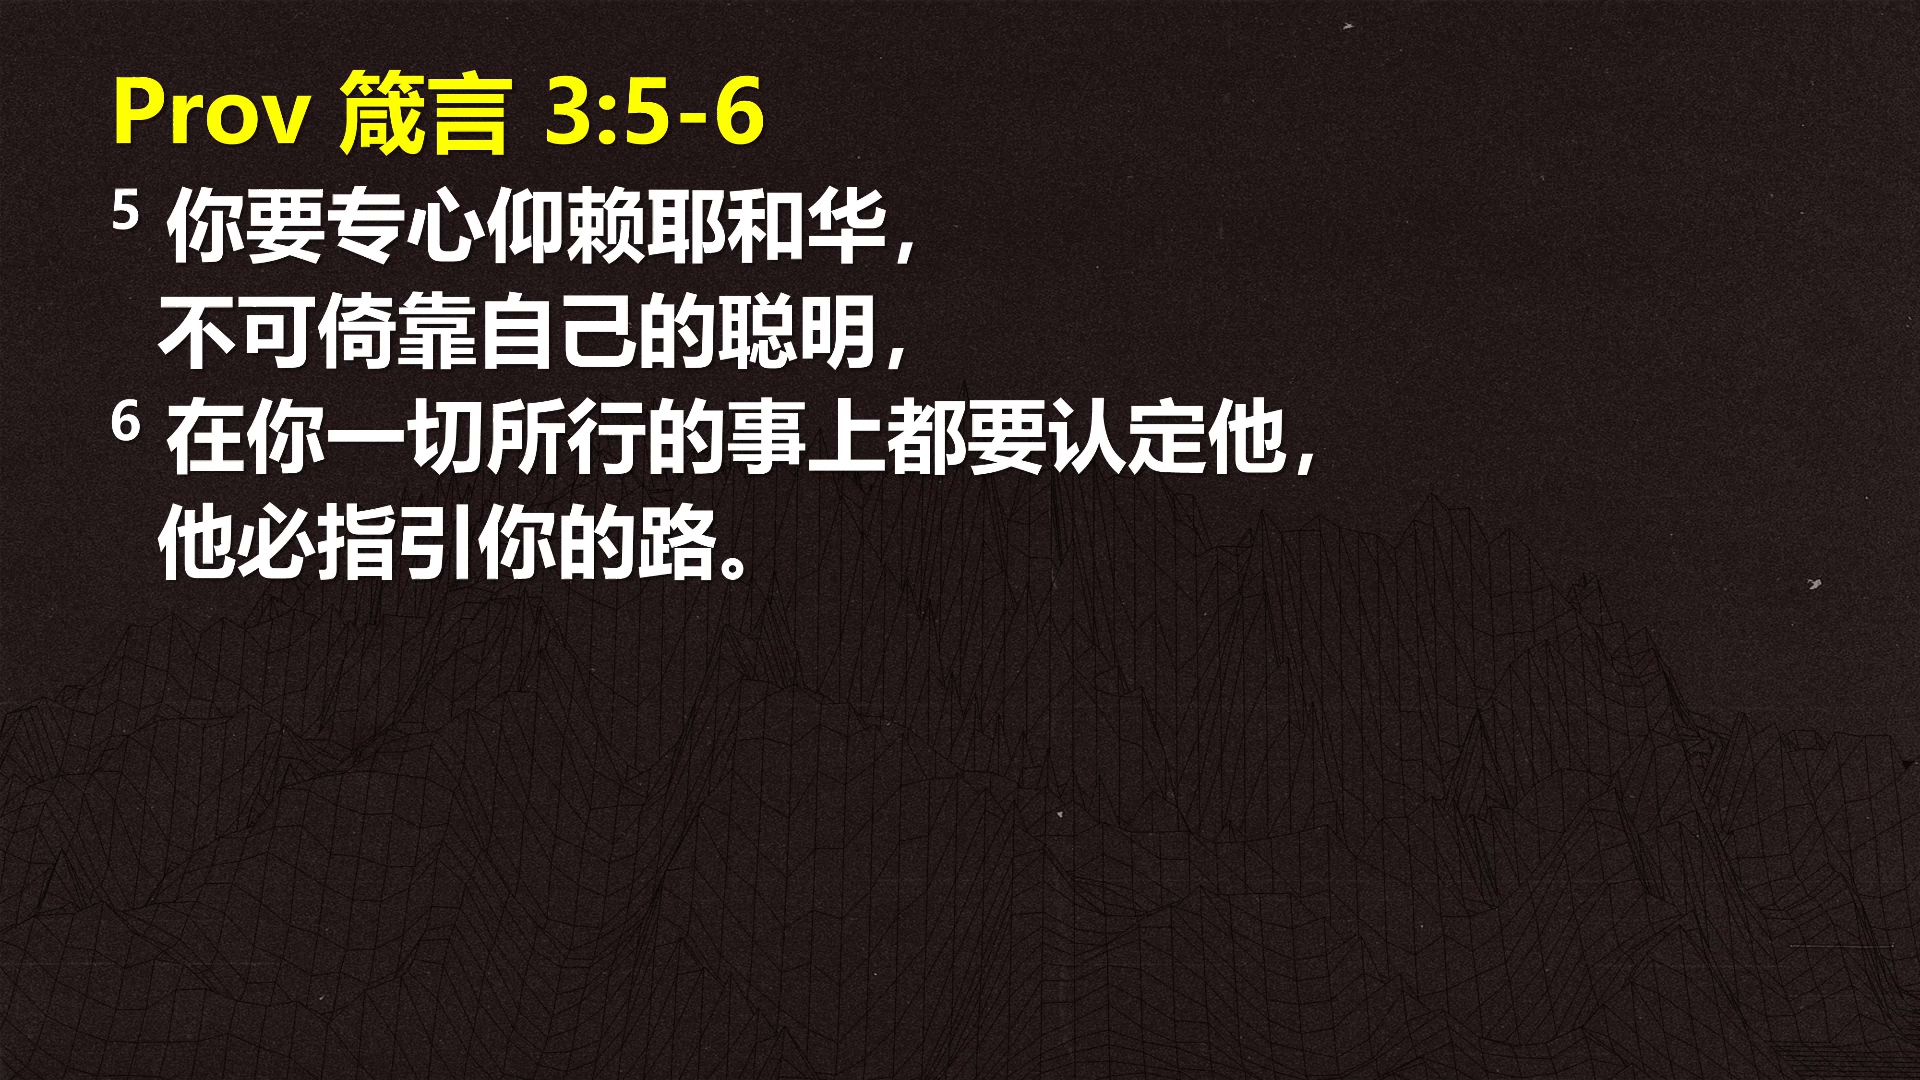 Prov 箴言 3:5-6
5 你要专心仰赖耶和华，
不可倚靠自己的聪明，
6 在你一切所行的事上都要认定他，
他必指引你的路。